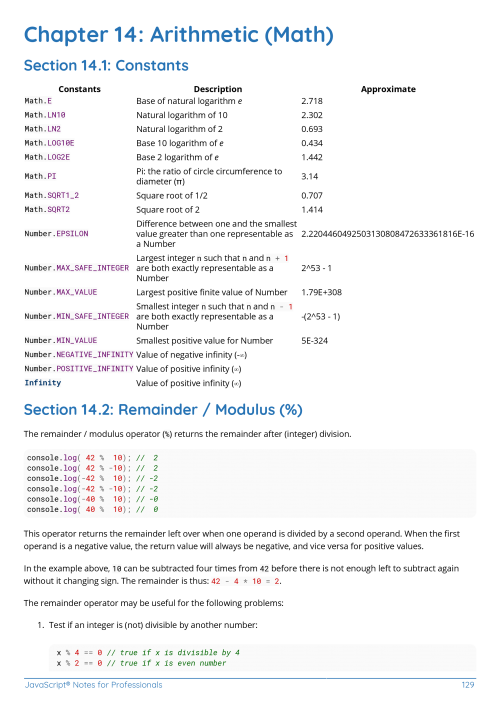 Chapter 14: Arithmetic (Math)
Section 14.1: Constants
Constants Description Approximate
Math.E Base of natural logarithm e 2.718
Math.LN10 Natural logarithm of 10 2.302
Math.LN2 Natural logarithm of 2 0.693
Math.LOG10E Base 10 logarithm of e 0.434
Math.LOG2E Base 2 logarithm of e 1.442
Math.PI Pi: the ratio of circle circumference to
diameter (π) 3.14
Math.SQRT1_2 Square root of 1/2 0.707
Math.SQRT2 Square root of 2 1.414
Difference between one and the smallest
Number.EPSILON value greater than one representable as 2.2204460492503130808472633361816E-16
a Number
Largest integer n such that n and n + 1
Number.MAX_SAFE_INTEGER are both exactly representable as a 2^53 - 1
Number
Number.MAX_VALUE Largest positive finite value of Number 1.79E+308
Smallest integer n such that n and n - 1
Number.MIN_SAFE_INTEGER are both exactly representable as a -(2^53 - 1)
Number
Number.MIN_VALUE Smallest positive value for Number 5E-324
Number.NEGATIVE_INFINITY Value of negative infinity (-∞)
Number.POSITIVE_INFINITY Value of positive infinity (∞)
Infinity Value of positive infinity (∞)
Section 14.2: Remainder / Modulus (%)
The remainder / modulus operator (%) returns the remainder after (integer) division.
console.log( 42 %  10); //  2
console.log( 42 % -10); //  2
console.log(-42 %  10); // -2
console.log(-42 % -10); // -2
console.log(-40 %  10); // -0
console.log( 40 %  10); //  0
This operator returns the remainder left over when one operand is divided by a second operand. When the first
operand is a negative value, the return value will always be negative, and vice versa for positive values.
In the example above, 10 can be subtracted four times from 42 before there is not enough left to subtract again
without it changing sign. The remainder is thus: 42 - 4 * 10 = 2.
The remainder operator may be useful for the following problems:
1. Test if an integer is (not) divisible by another number:
x % 4 == 0 // true if x is divisible by 4
x % 2 == 0 // true if x is even number
JavaScript® Notes for Professionals 129